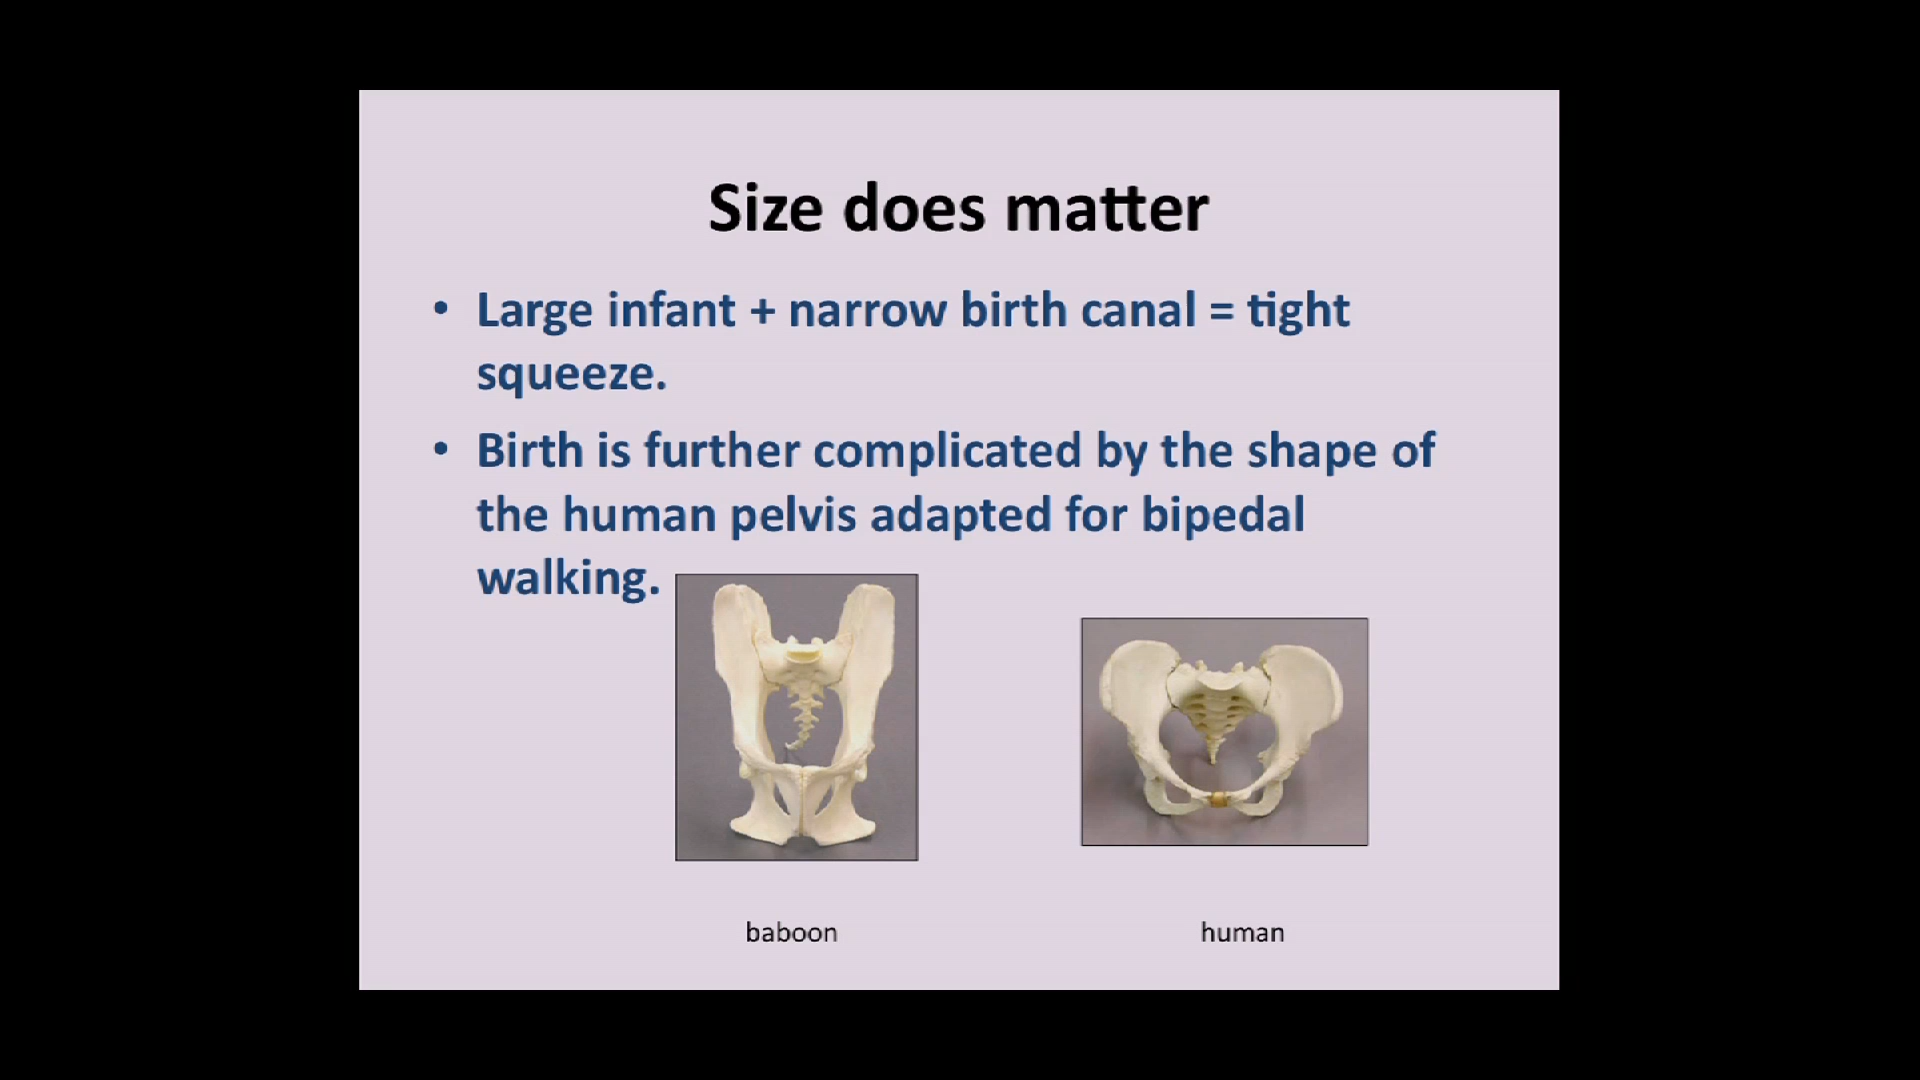 Size does matter
• Large infant + narrow birth canal = tight
squeeze.
• Birth is further complicated by the shape of
the human pelvis adapted for bipedal
walking.
baboon
human